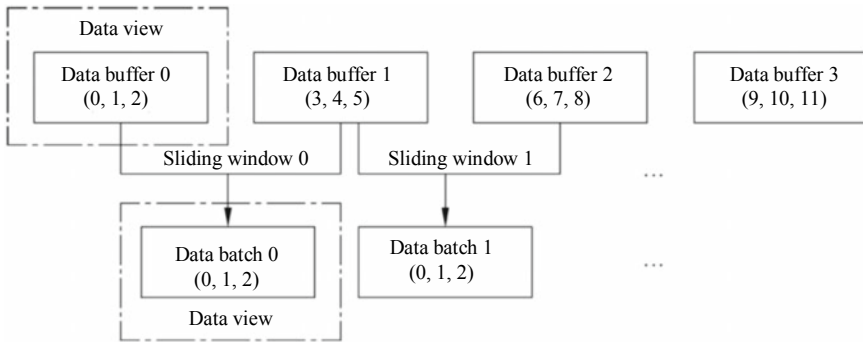 Data view
Data buffer 0
(0, 1, 2)
Data buffer 1
(3, 4, 5)
Data buffer 2
(6, 7, 8)
Data buffer 3
(9, 10, 11)
Sliding window 0
Sliding window 1
...
Data batch 0
(0, 1, 2)
Data batch 1
(0, 1, 2)
...
Data view